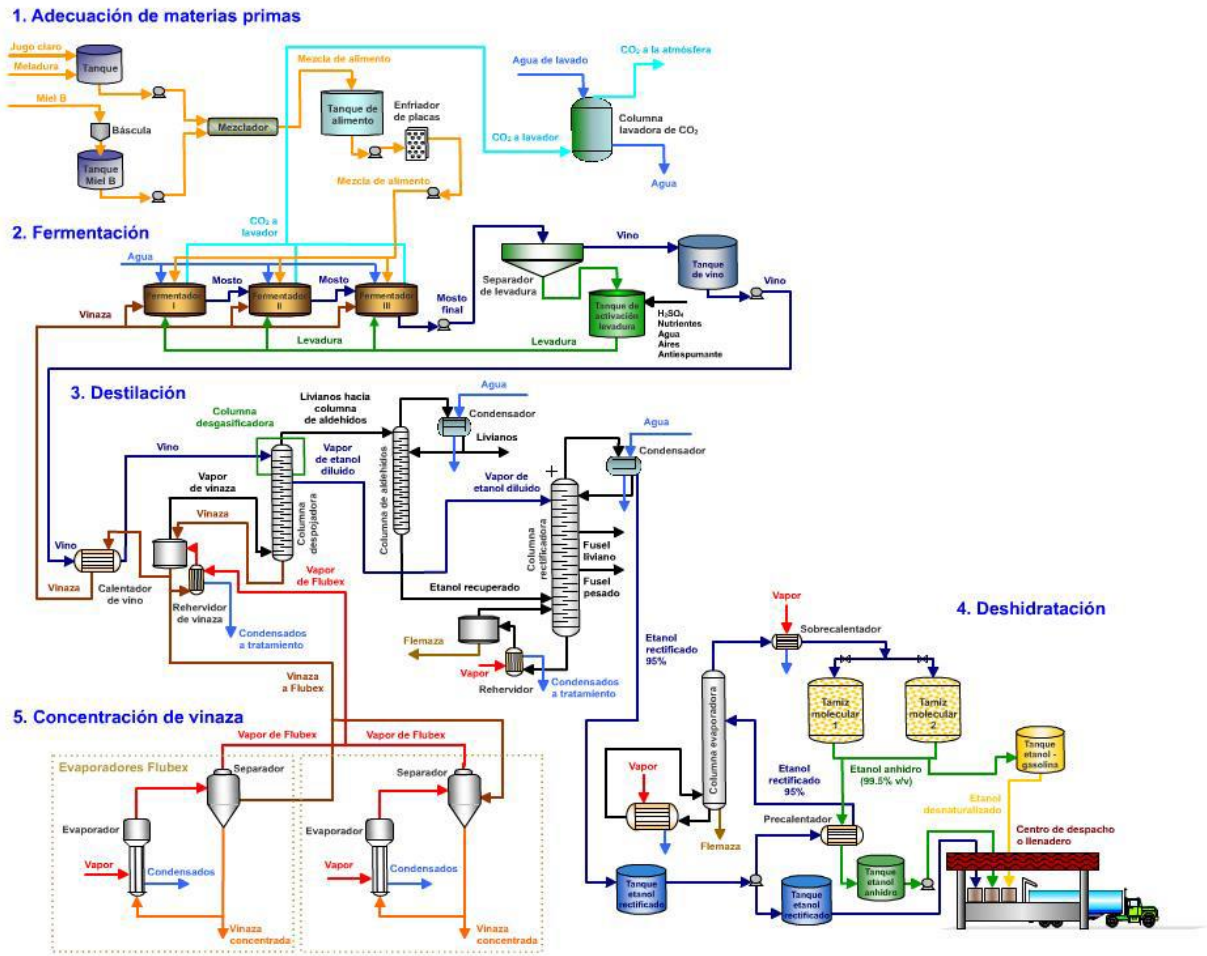 1. Adecuación de materias primas
Jugo claro
Meladura
Tanque
Miel B
Báscula
Tanque
Miel B
Mezclador
Mezcla de alimento
Tanque de
alimento
Enfriador
de placas
Mezcla de alimento
CO₂ a lavador
Agua de lavado
CO₂ a la atmósfera
Columna
lavadora de CO₂
Agua
2. Fermentación
CO₂ a
lavador
Agua
Mosto
Mosto
Fermentador
I
Fermentador
II
Fermentador
III
Vinaza
Levadura
Mosto
final
Separador
de levadura
Vino
Tanque
de vino
Vino
Tanque de
activación
levadura
Levadura
H₂SO₄
Nutrientes
Agua
Aires
Antiespumante
3. Destilación
Columna
desgasificadora
Livianos hacia
columna
de aldehídos
Agua
Condensador
Livianos
Vino
Vapor
de etanol
diluido
Vapor
de vinaza
Vinaza
Columna
despojadora
Columna de aldehídos
Vapor de
etanol diluido
Agua
Condensador
Columna
rectificadora
Fusel
liviano
Fusel
pesado
Vino
Vinaza
Calentador
de vino
Rehervidor
de vinaza
Vapor
de Flubex
Condensados
a tratamiento
Etanol recuperado
Flemaza
Vapor
Rehervidor
Condensados
a tratamiento
Vinaza
a Flubex
Etanol
rectificado
95%
4. Deshidratación
Vapor
Sobrecalentador
Tamiz
molecular
1
Tamiz
molecular
2
Columna evaporadora
Vapor
Etanol
rectificado
95%
Etanol anhidro
(99.5% v/v)
Tanque
etanol -
gasolina
Etanol
desnaturalizado
Precalentador
Flemaza
Centro de despacho
o llenadero
Tanque
etanol
rectificado
Tanque
etanol
rectificado
Tanque
etanol
anhidro
5. Concentración de vinaza
Vapor de Flubex
Vapor de Flubex
Evaporadores Flubex
Separador
Separador
Evaporador
Evaporador
Vapor
Condensados
Vapor
Condensados
Vinaza
concentrada
Vinaza
concentrada